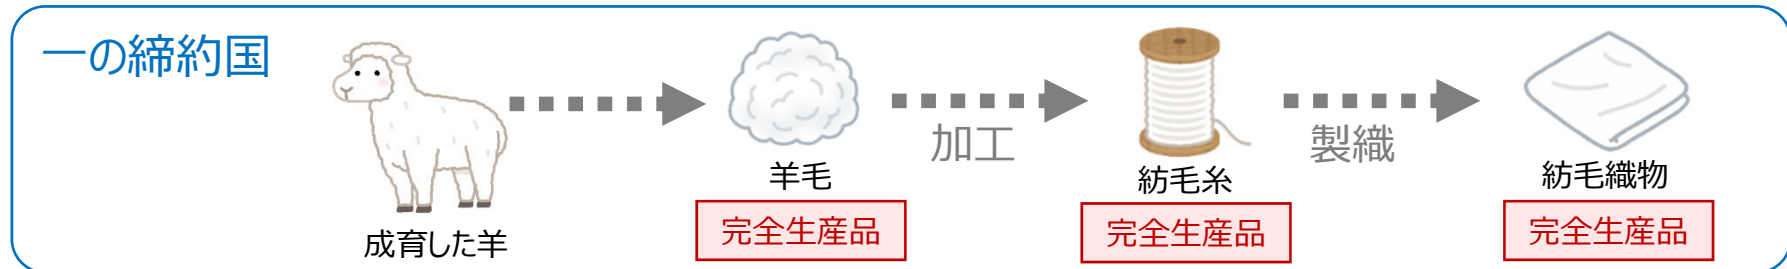 一の締約国
加工
製織
羊毛
紡毛糸
紡毛織物
成育した羊
完全生産品
完全生産品
完全生産品